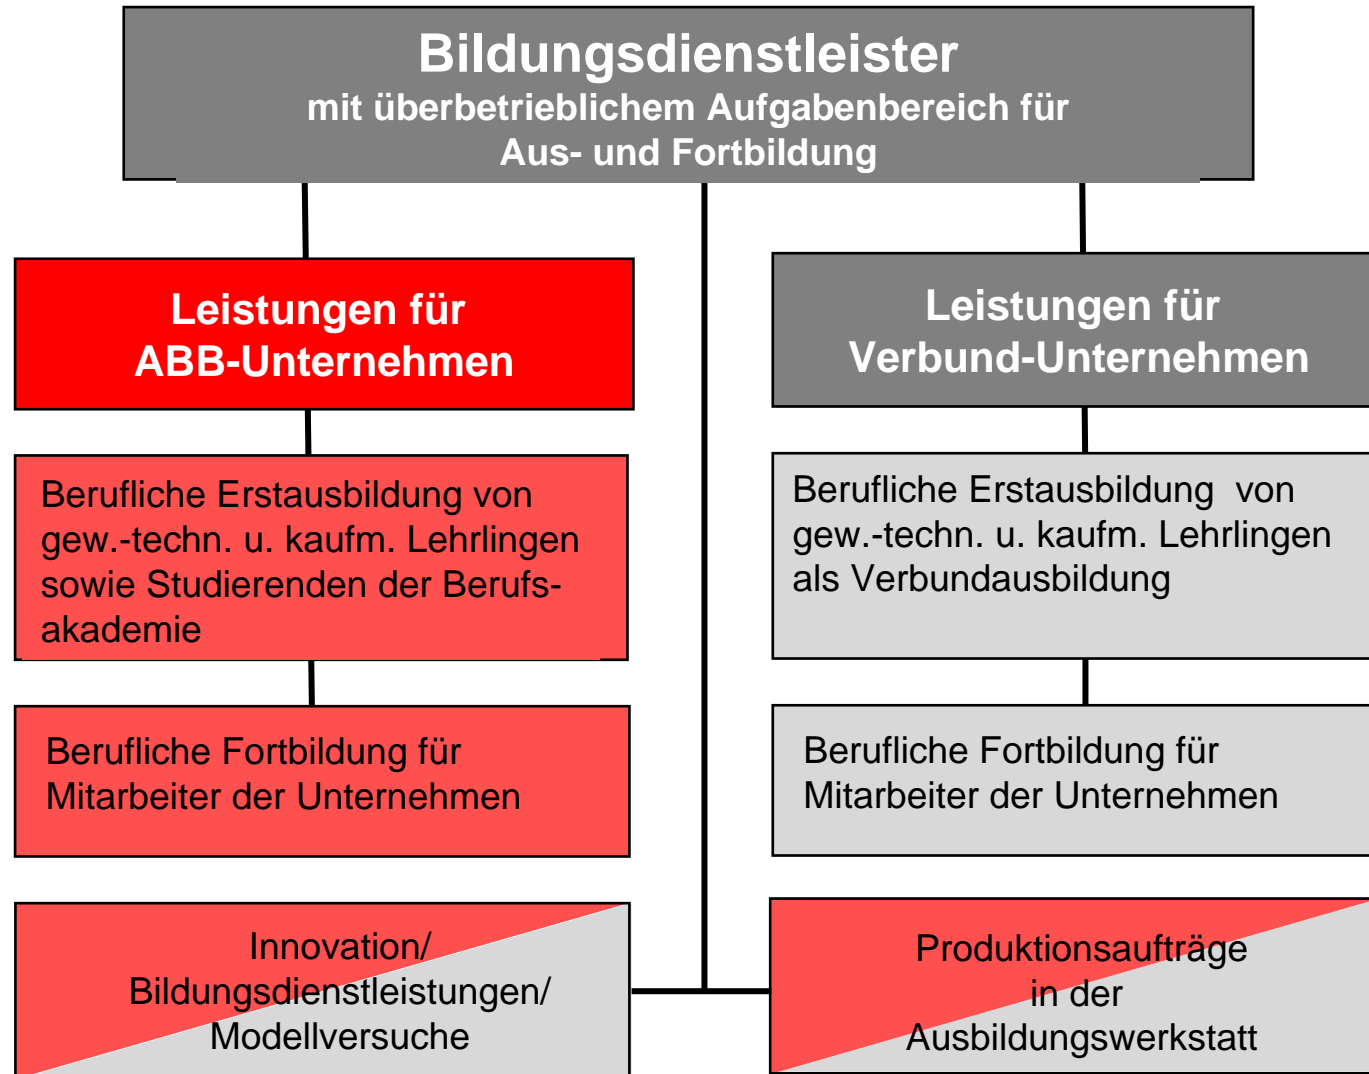 Bildungsdienstleister
mit überbetrieblichem Aufgabenbereich für
Aus- und Fortbildung
Leistungen für
ABB-Unternehmen
Leistungen für
Verbund-Unternehmen
Berufliche Erstausbildung von
gew.-techn. u. kaufm. Lehrlingen
sowie Studierenden der Berufs-
akademie
Berufliche Erstausbildung  von
gew.-techn. u. kaufm. Lehrlingen
als Verbundausbildung
Berufliche Fortbildung für
Mitarbeiter der Unternehmen
Berufliche Fortbildung für
Mitarbeiter der Unternehmen
Innovation/
Bildungsdienstleistungen/
Modellversuche
Produktionsaufträge
in der
Ausbildungswerkstatt